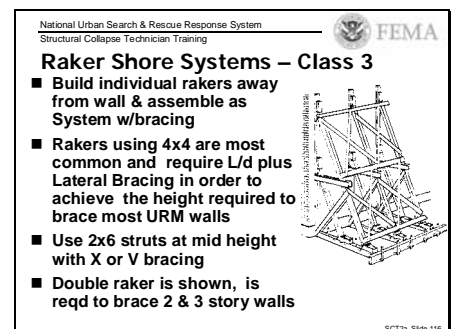 National Urban Search & Rescue Response System
Structural Collapse Technician Training
FEMA
Raker Shore Systems – Class 3
■ Build individual rakers away
from wall & assemble as
System w/bracing
■ Rakers using 4x4 are most
common and require L/d plus
Lateral Bracing in order to
achieve the height required to
brace most URM walls
■ Use 2x6 struts at mid height
with X or V bracing
■ Double raker is shown, is
reqd to brace 2 & 3 story walls
SCT2a Slide 116